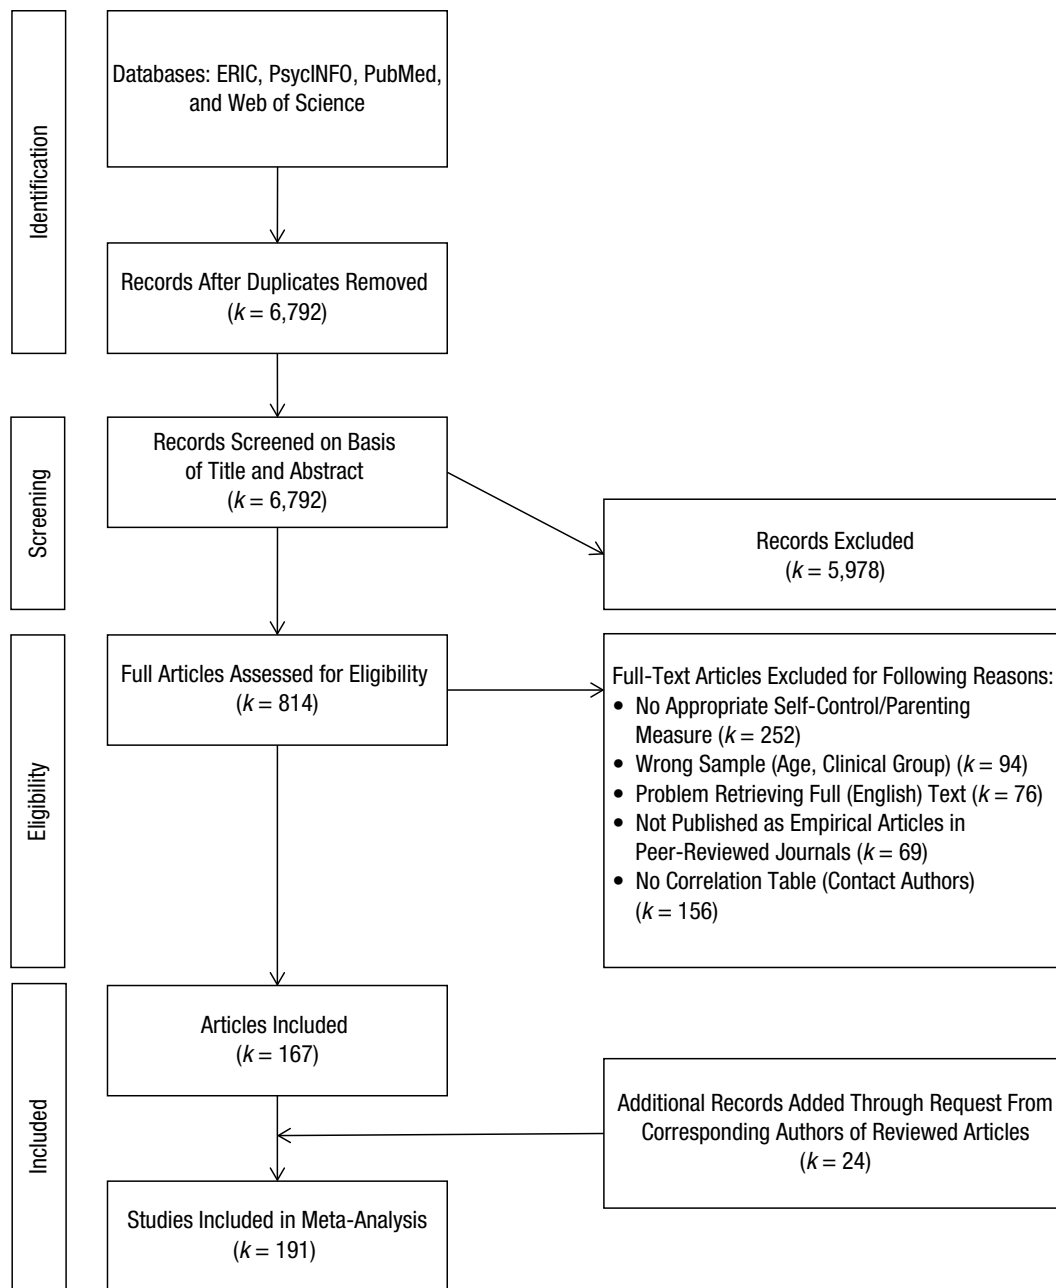 Identification
Databases: ERIC, PsycINFO, PubMed,
and Web of Science
Records After Duplicates Removed
(k = 6,792)
Screening
Records Screened on Basis
of Title and Abstract
(k = 6,792)
Records Excluded
(k = 5,978)
Eligibility
Full Articles Assessed for Eligibility
(k = 814)
Full-Text Articles Excluded for Following Reasons:
• No Appropriate Self-Control/Parenting
Measure (k = 252)
• Wrong Sample (Age, Clinical Group) (k = 94)
• Problem Retrieving Full (English) Text (k = 76)
• Not Published as Empirical Articles in
Peer-Reviewed Journals (k = 69)
• No Correlation Table (Contact Authors)
(k = 156)
Included
Articles Included
(k = 167)
Additional Records Added Through Request From
Corresponding Authors of Reviewed Articles
(k = 24)
Studies Included in Meta-Analysis
(k = 191)